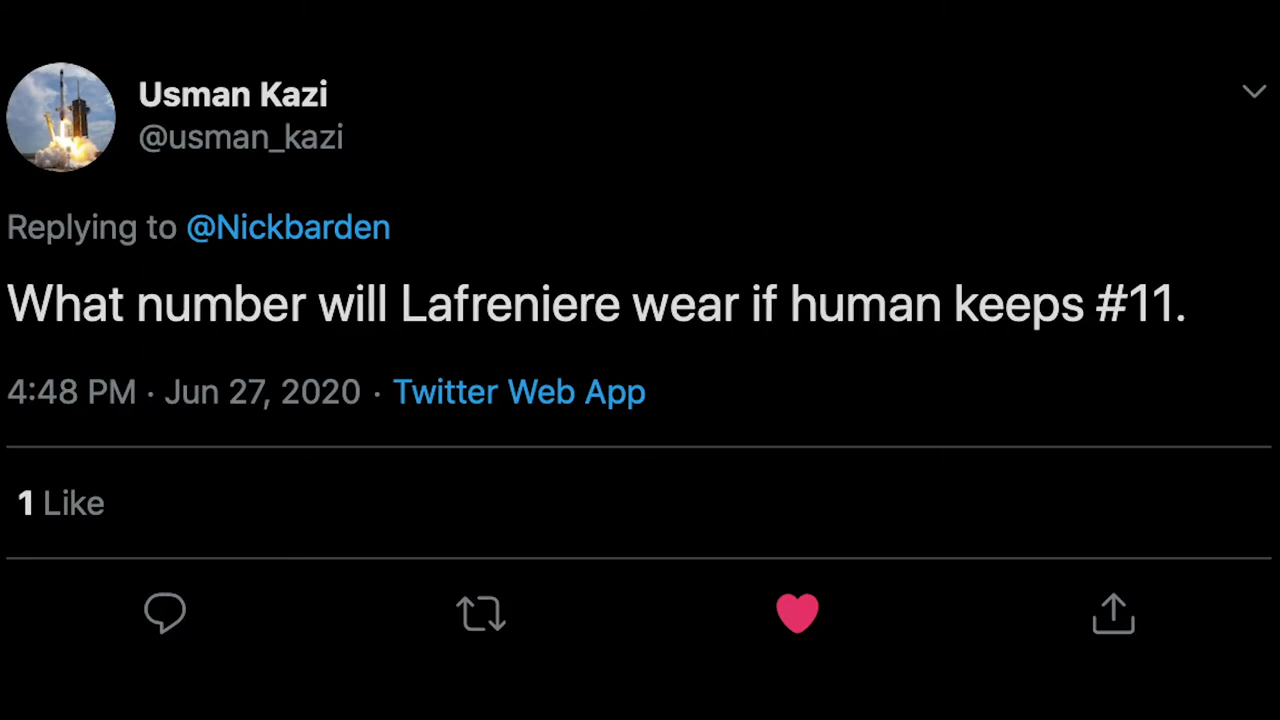 Usman Kazi
@usman_kazi
Replying to @Nickbarden
What number will Lafreniere wear if human keeps #11.
4:48 PM · Jun 27, 2020 · Twitter Web App
1 Like